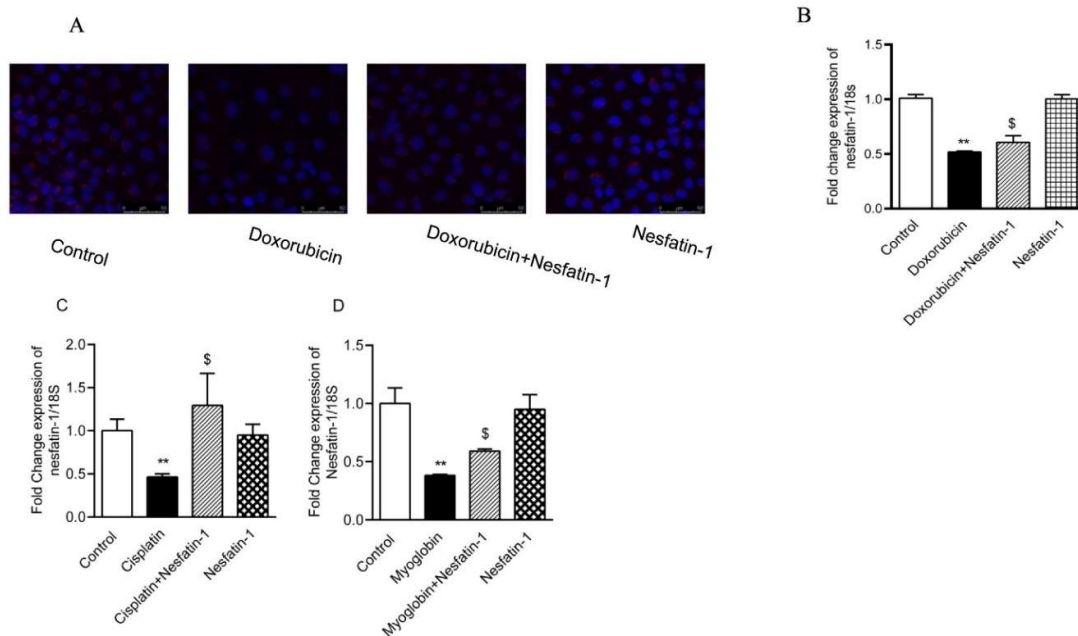 A
Control
Doxorubicin
Doxorubicin+Nesfatin-1
Nesfatin-1
B
Fold change expression of
nesfatin-1/18s
1.5
1.0
0.5
0.0
**
$
Control
Doxorubicin
Doxorubicin+Nesfatin-1
Nesfatin-1
C
Fold Change expression of
nesfatin-1/18S
2.0
1.5
1.0
0.5
0.0
**
$
Control
Cisplatin
Cisplatin+Nesfatin-1
Nesfatin-1
D
Fold Change expression of
Nesfatin-1/18S
1.5
1.0
0.5
0.0
**
$
Control
Myoglobin
Myoglobin+Nesfatin-1
Nesfatin-1